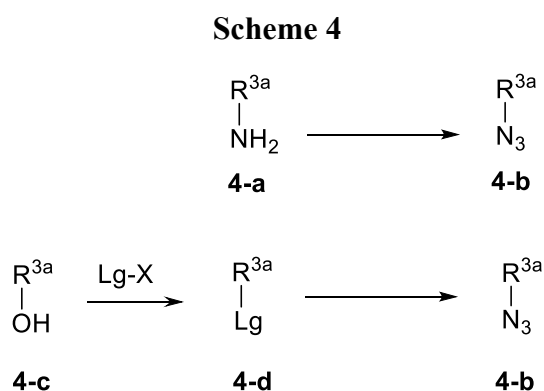 Scheme 4
R³ᵃ R³ᵃ
NH₂ N₃
4-a 4-b
R³ᵃ Lg-X R³ᵃ R³ᵃ
OH Lg N₃
4-c 4-d 4-b